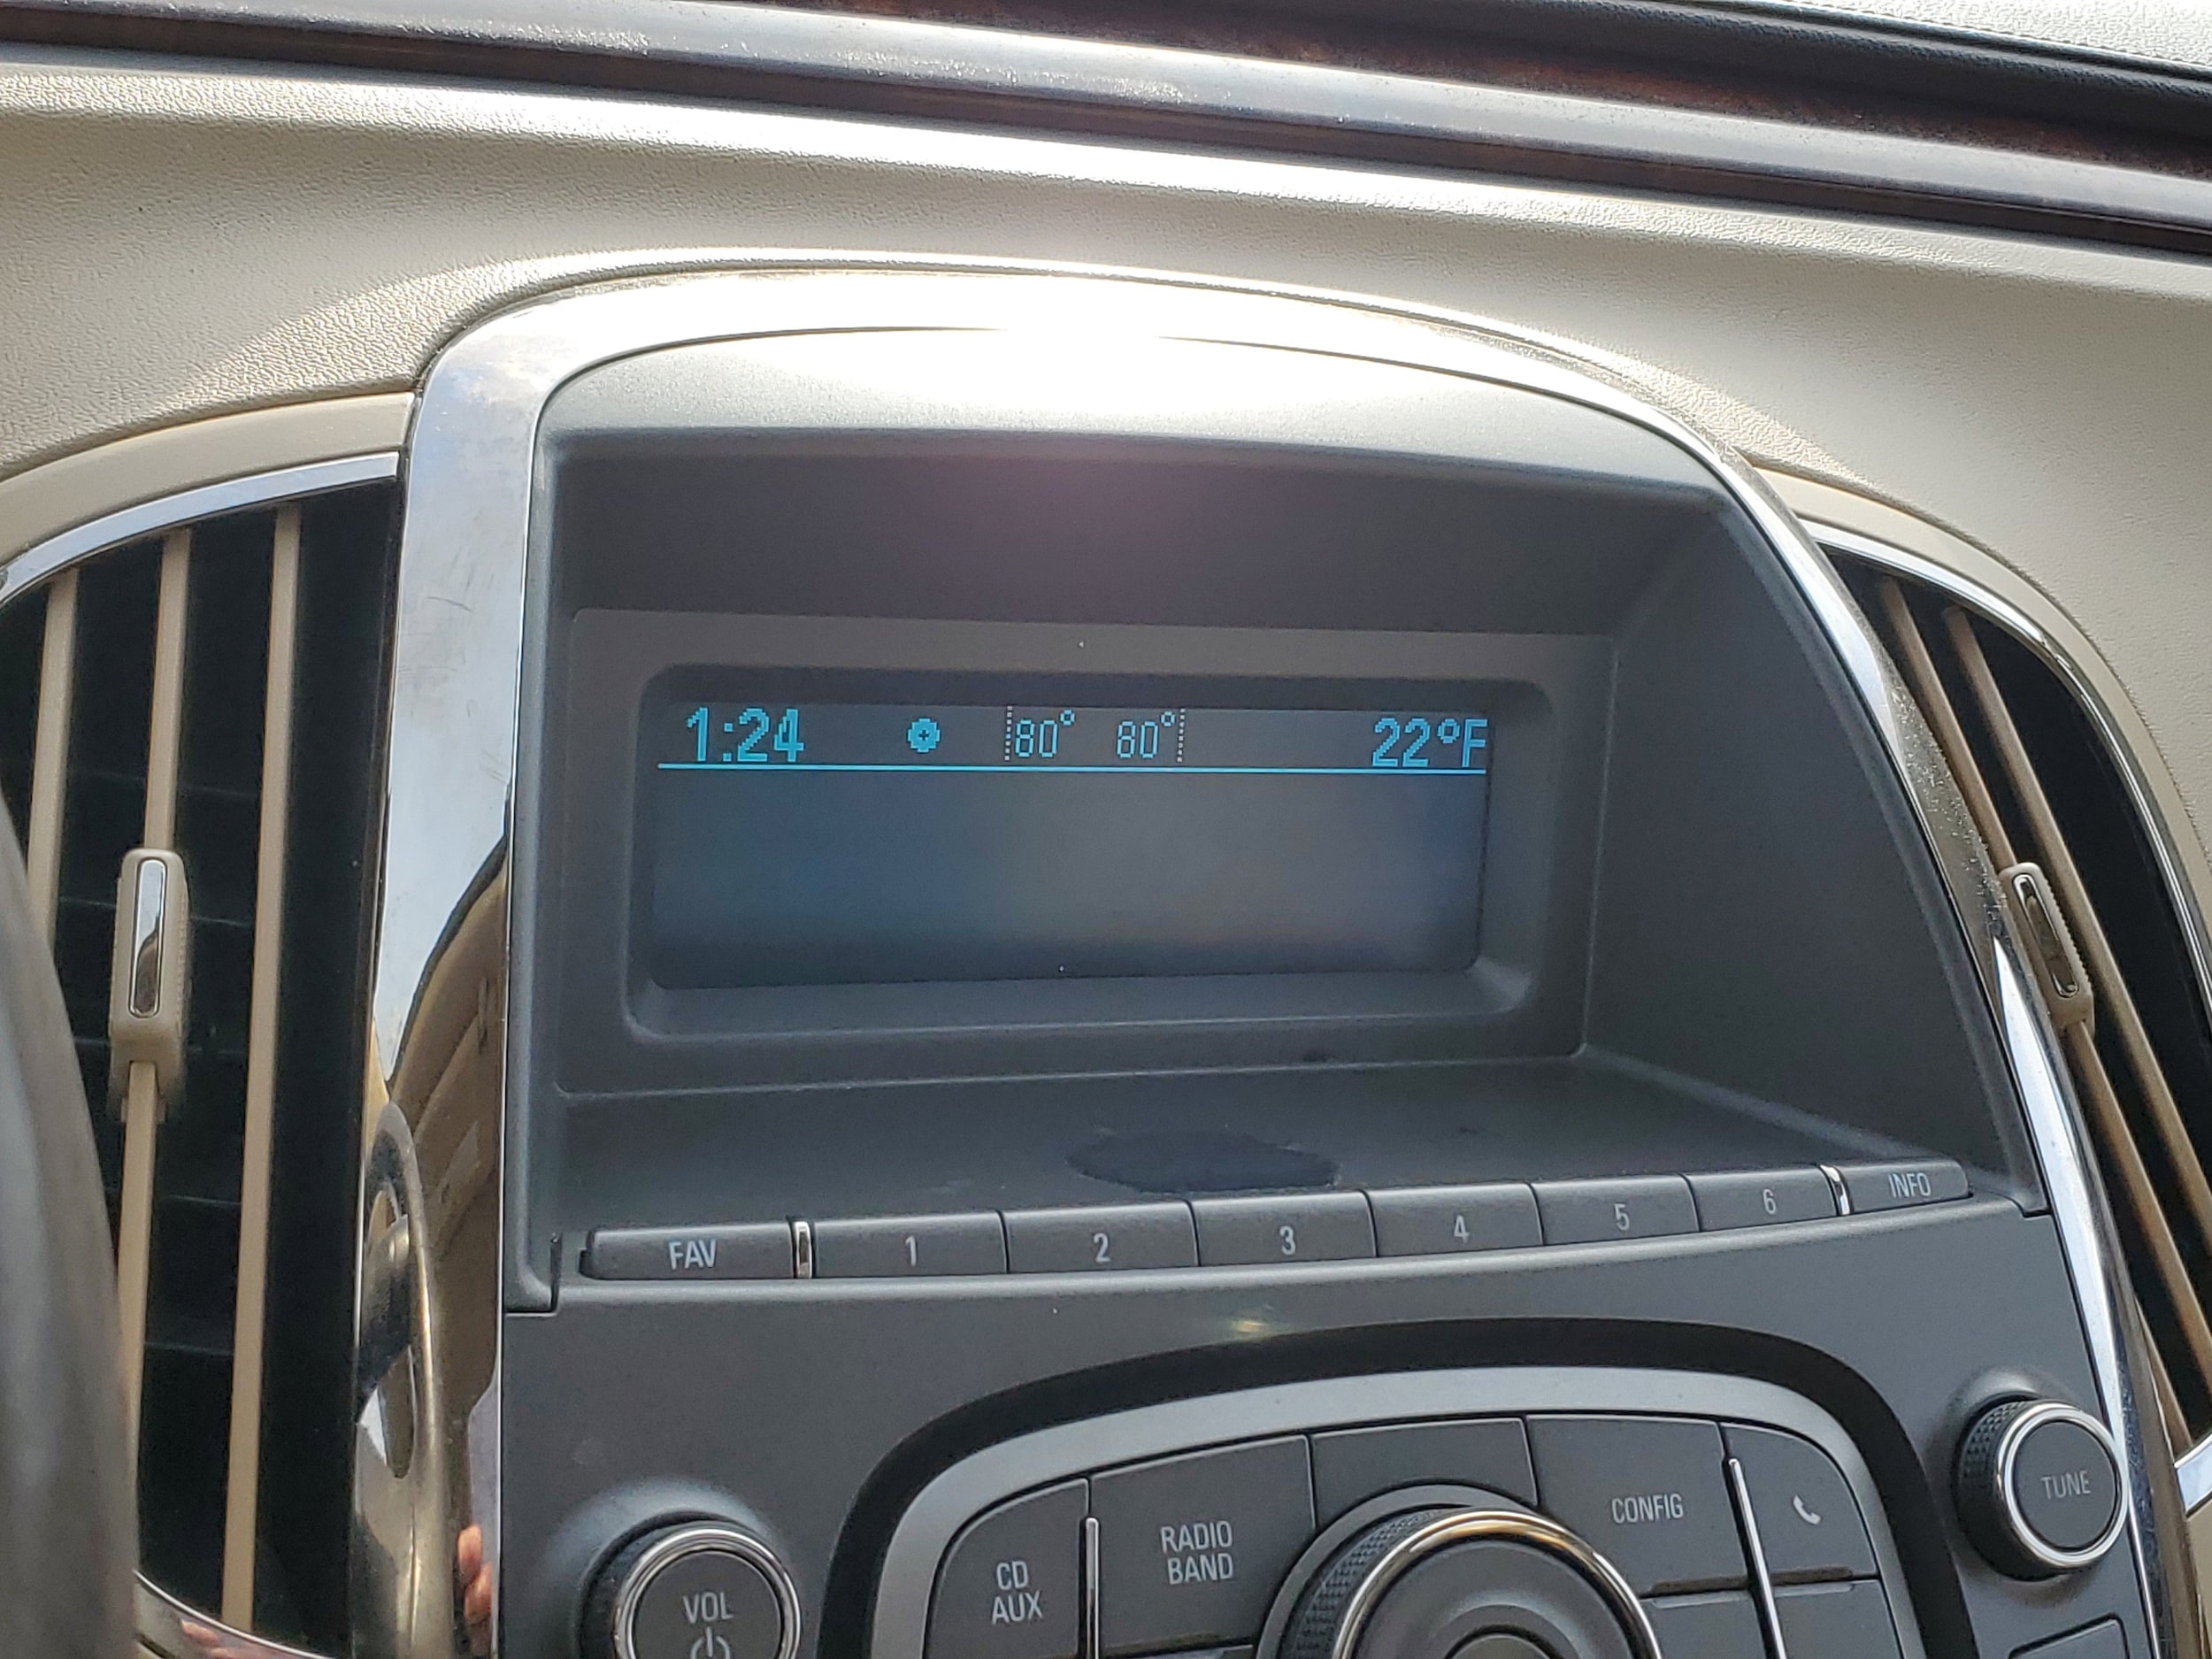 1:24 80° 80° 22°F
FAV 1 2 3 4 5 6 INFO
CD
AUX
RADIO
BAND
CONFIG
TUNE
VOL